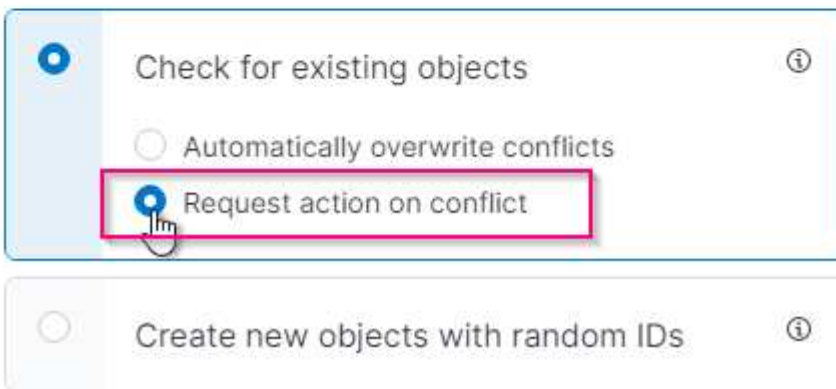 Check for existing objects
Automatically overwrite conflicts
Request action on conflict
Create new objects with random IDs